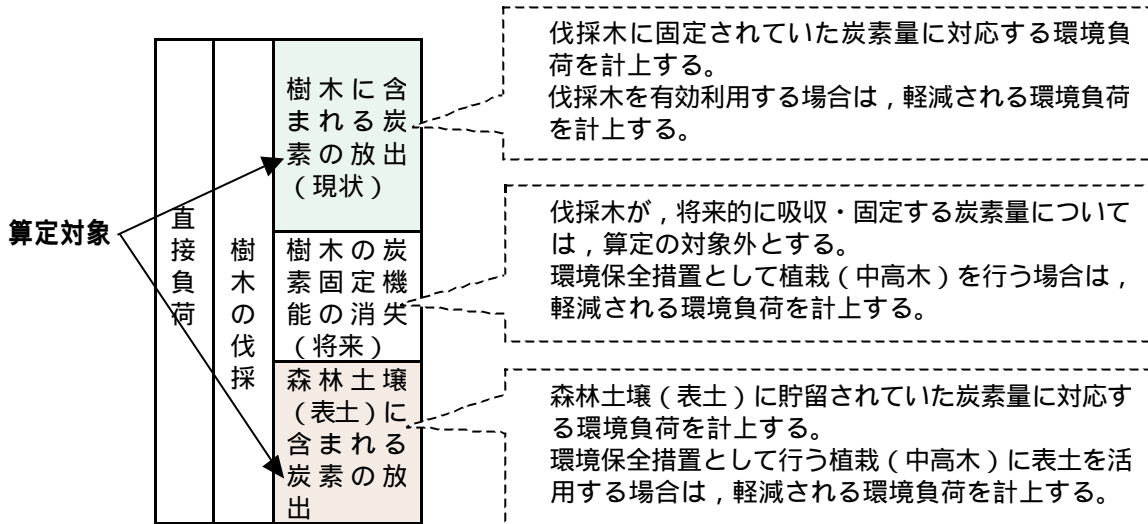 伐採木に固定されていた炭素量に対応する環境負
荷を計上する。
伐採木を有効利用する場合は，軽減される環境負荷
を計上する。
樹木に含
まれる炭
素の放出
（現状）
算定対象
直接負荷
樹木の伐採
樹木の炭
素固定機
能の消失
（将来）
伐採木が，将来的に吸収・固定する炭素量について
は，算定の対象外とする。
環境保全措置として植栽（中高木）を行う場合は，
軽減される環境負荷を計上する。
森林土壌
（表土）に
含まれる
炭素の放
出
森林土壌（表土）に貯留されていた炭素量に対応す
る環境負荷を計上する。
環境保全措置として行う植栽（中高木）に表土を活
用する場合は，軽減される環境負荷を計上する。